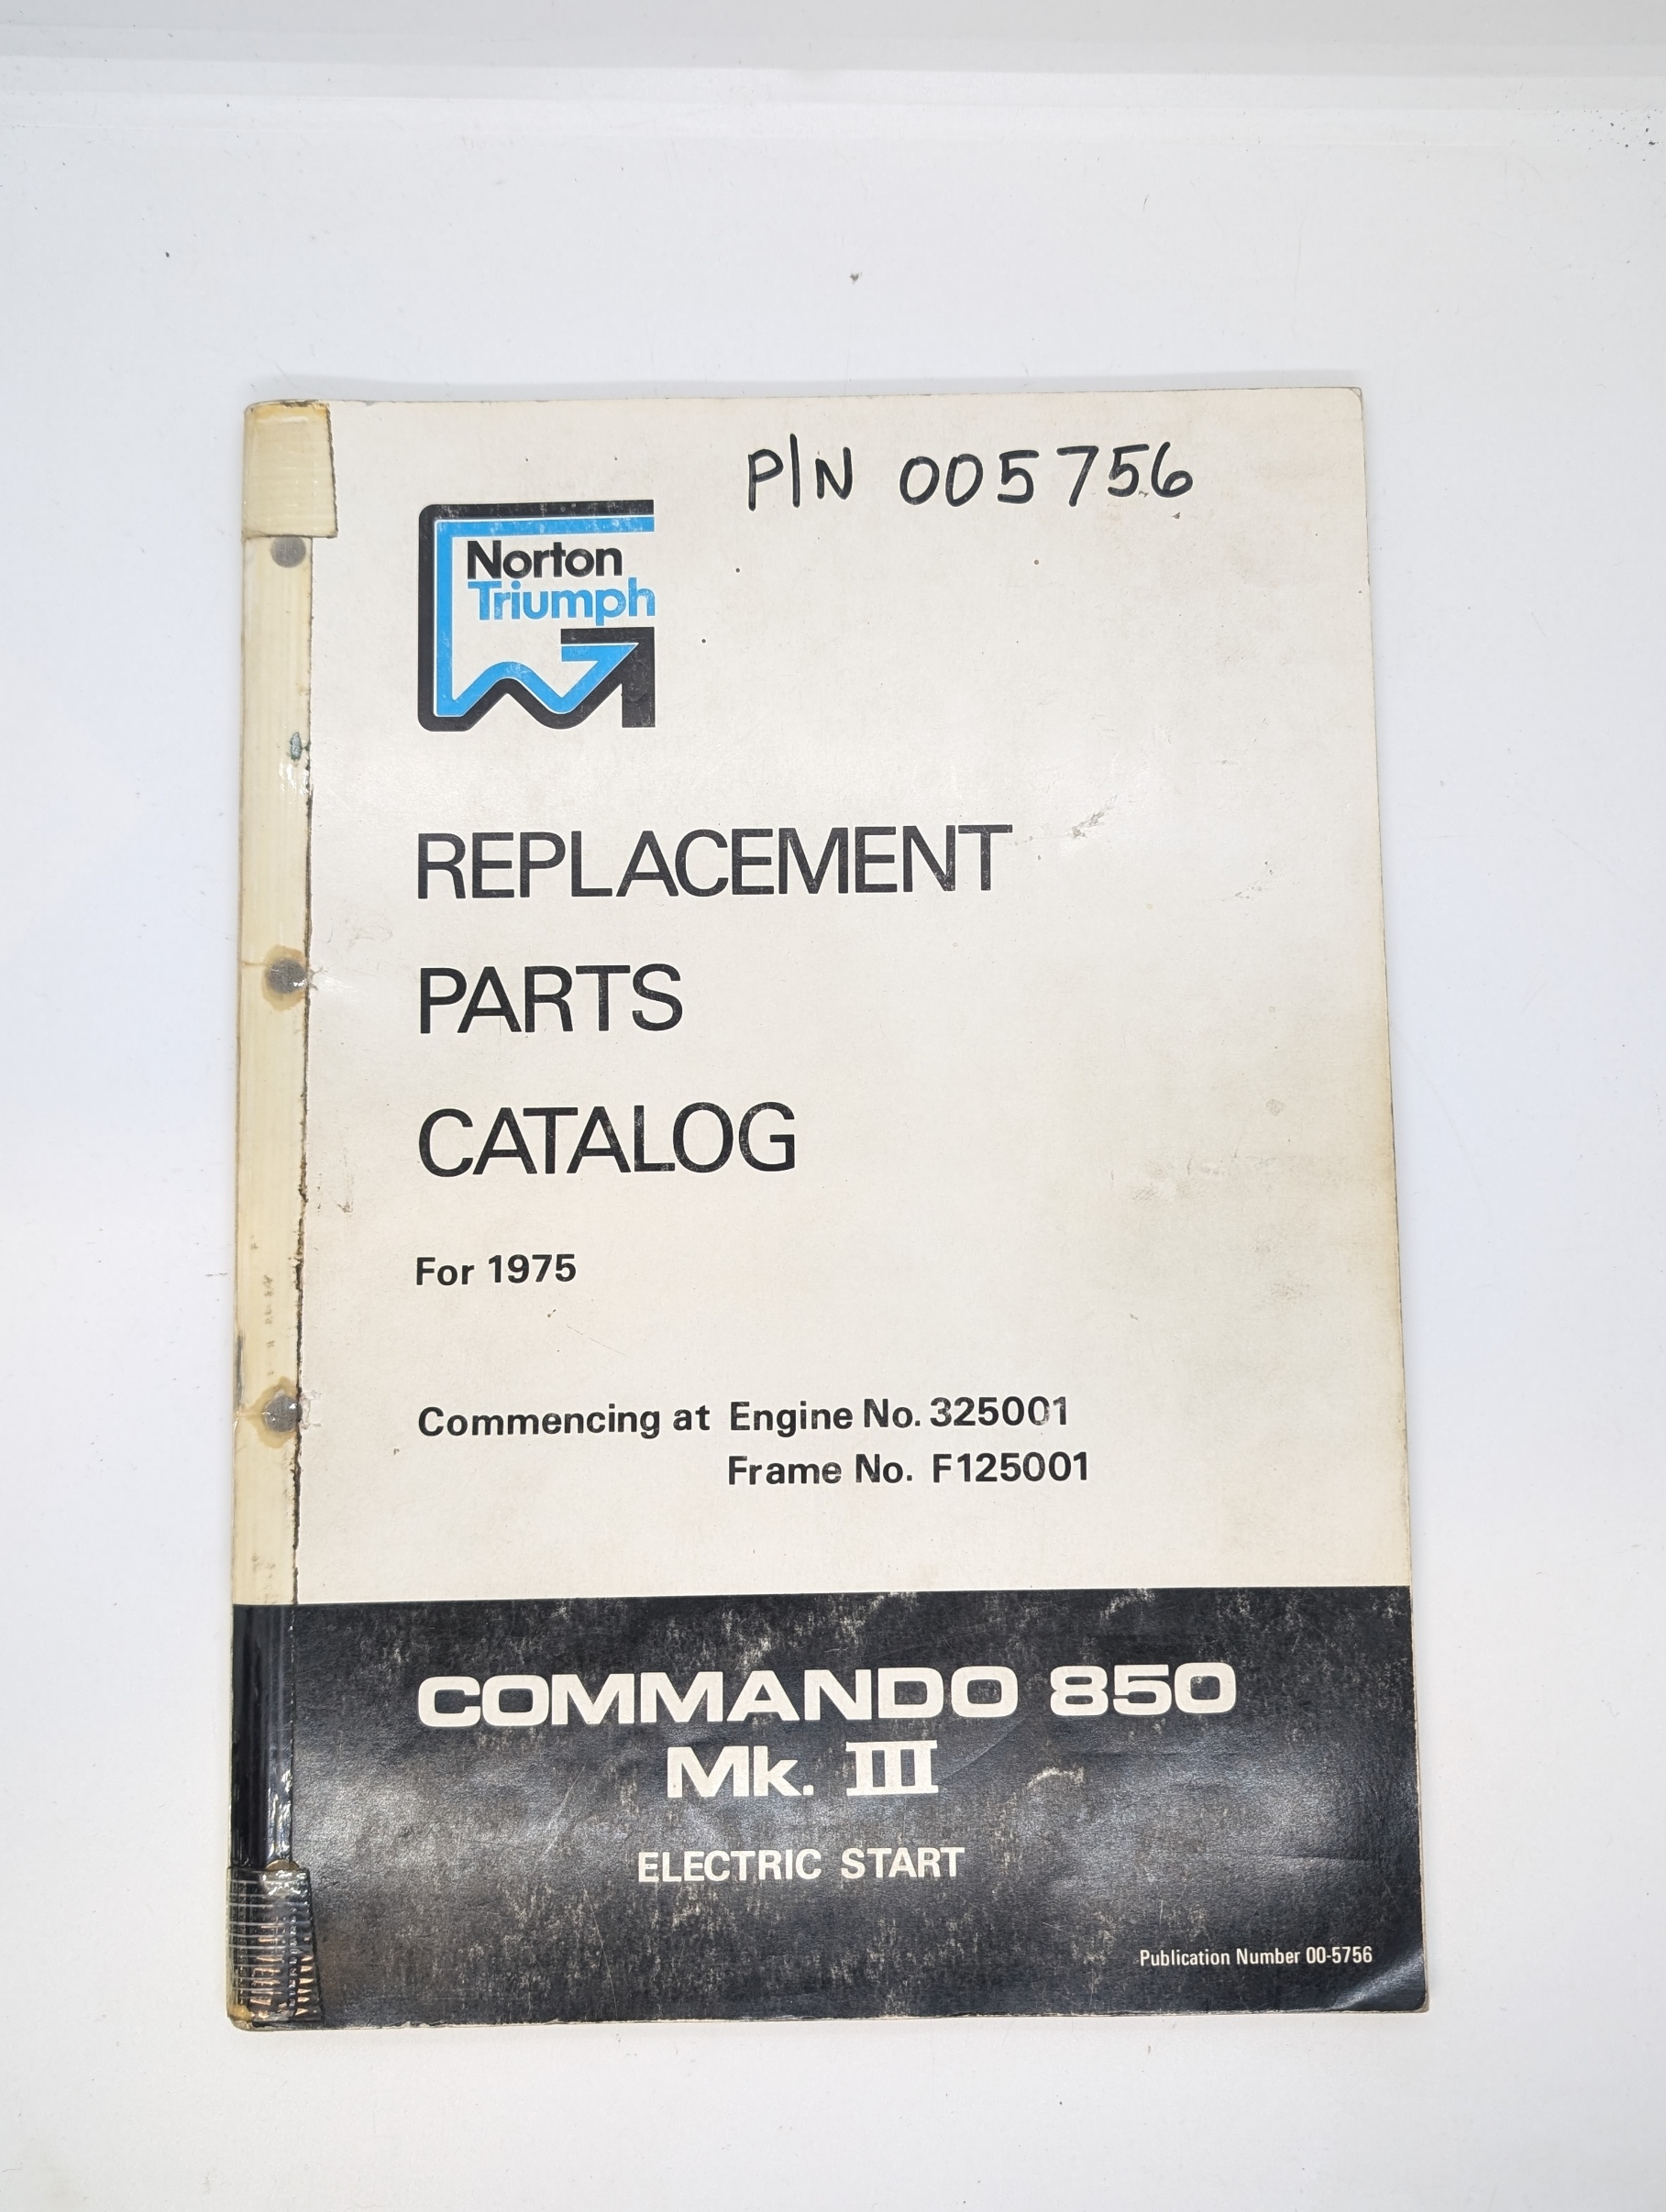 P/N 005756
Norton
Triumph
REPLACEMENT
PARTS
CATALOG
For 1975
Commencing at Engine No. 325001
Frame No. F125001
COMMANDO 850
Mk. III
ELECTRIC START
Publication Number 00-5756